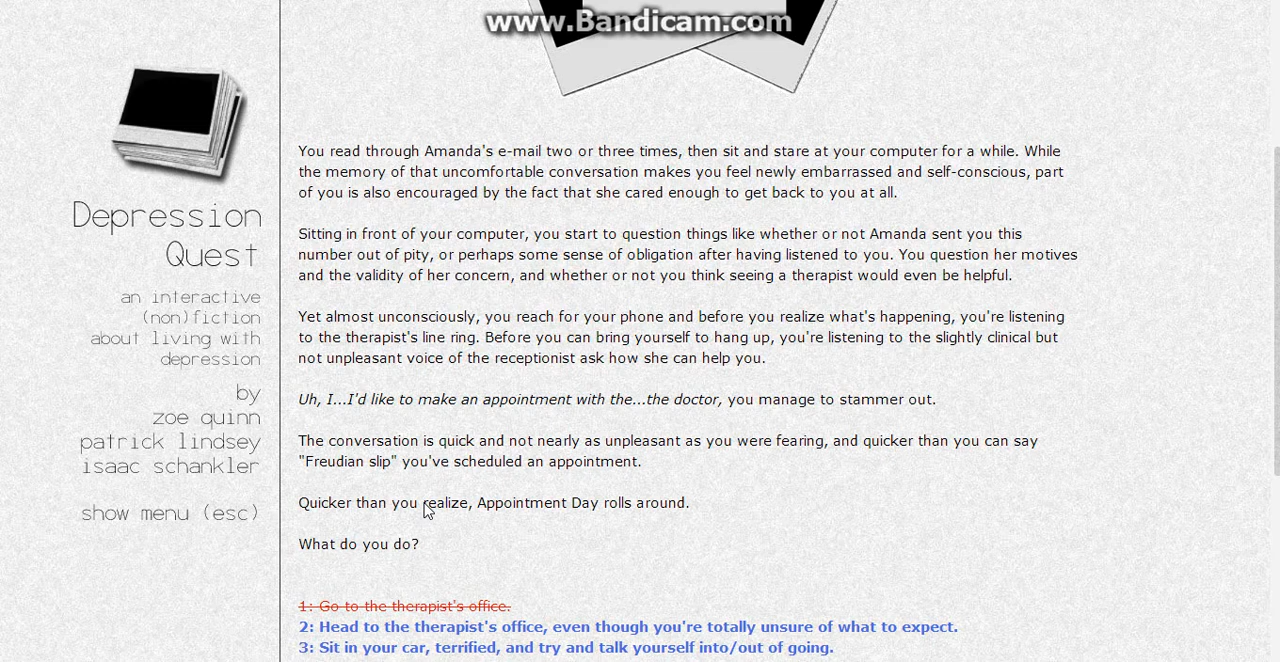 www.Bandicam.com
Depression
Quest
an interactive
(non)fiction
about living with
depression
by
zoe quinn
patrick lindsey
isaac schankler
show menu (esc)
You read through Amanda's e-mail two or three times, then sit and stare at your computer for a while. While
the memory of that uncomfortable conversation makes you feel newly embarrassed and self-conscious, part
of you is also encouraged by the fact that she cared enough to get back to you at all.
Sitting in front of your computer, you start to question things like whether or not Amanda sent you this
number out of pity, or perhaps some sense of obligation after having listened to you. You question her motives
and the validity of her concern, and whether or not you think seeing a therapist would even be helpful.
Yet almost unconsciously, you reach for your phone and before you realize what's happening, you're listening
to the therapist's line ring. Before you can bring yourself to hang up, you're listening to the slightly clinical but
not unpleasant voice of the receptionist ask how she can help you.
Uh, I...I'd like to make an appointment with the...the doctor, you manage to stammer out.
The conversation is quick and not nearly as unpleasant as you were fearing, and quicker than you can say
"Freudian slip" you've scheduled an appointment.
Quicker than you realize, Appointment Day rolls around.
What do you do?
1: Go to the therapist's office.
2: Head to the therapist's office, even though you're totally unsure of what to expect.
3: Sit in your car, terrified, and try and talk yourself into/out of going.